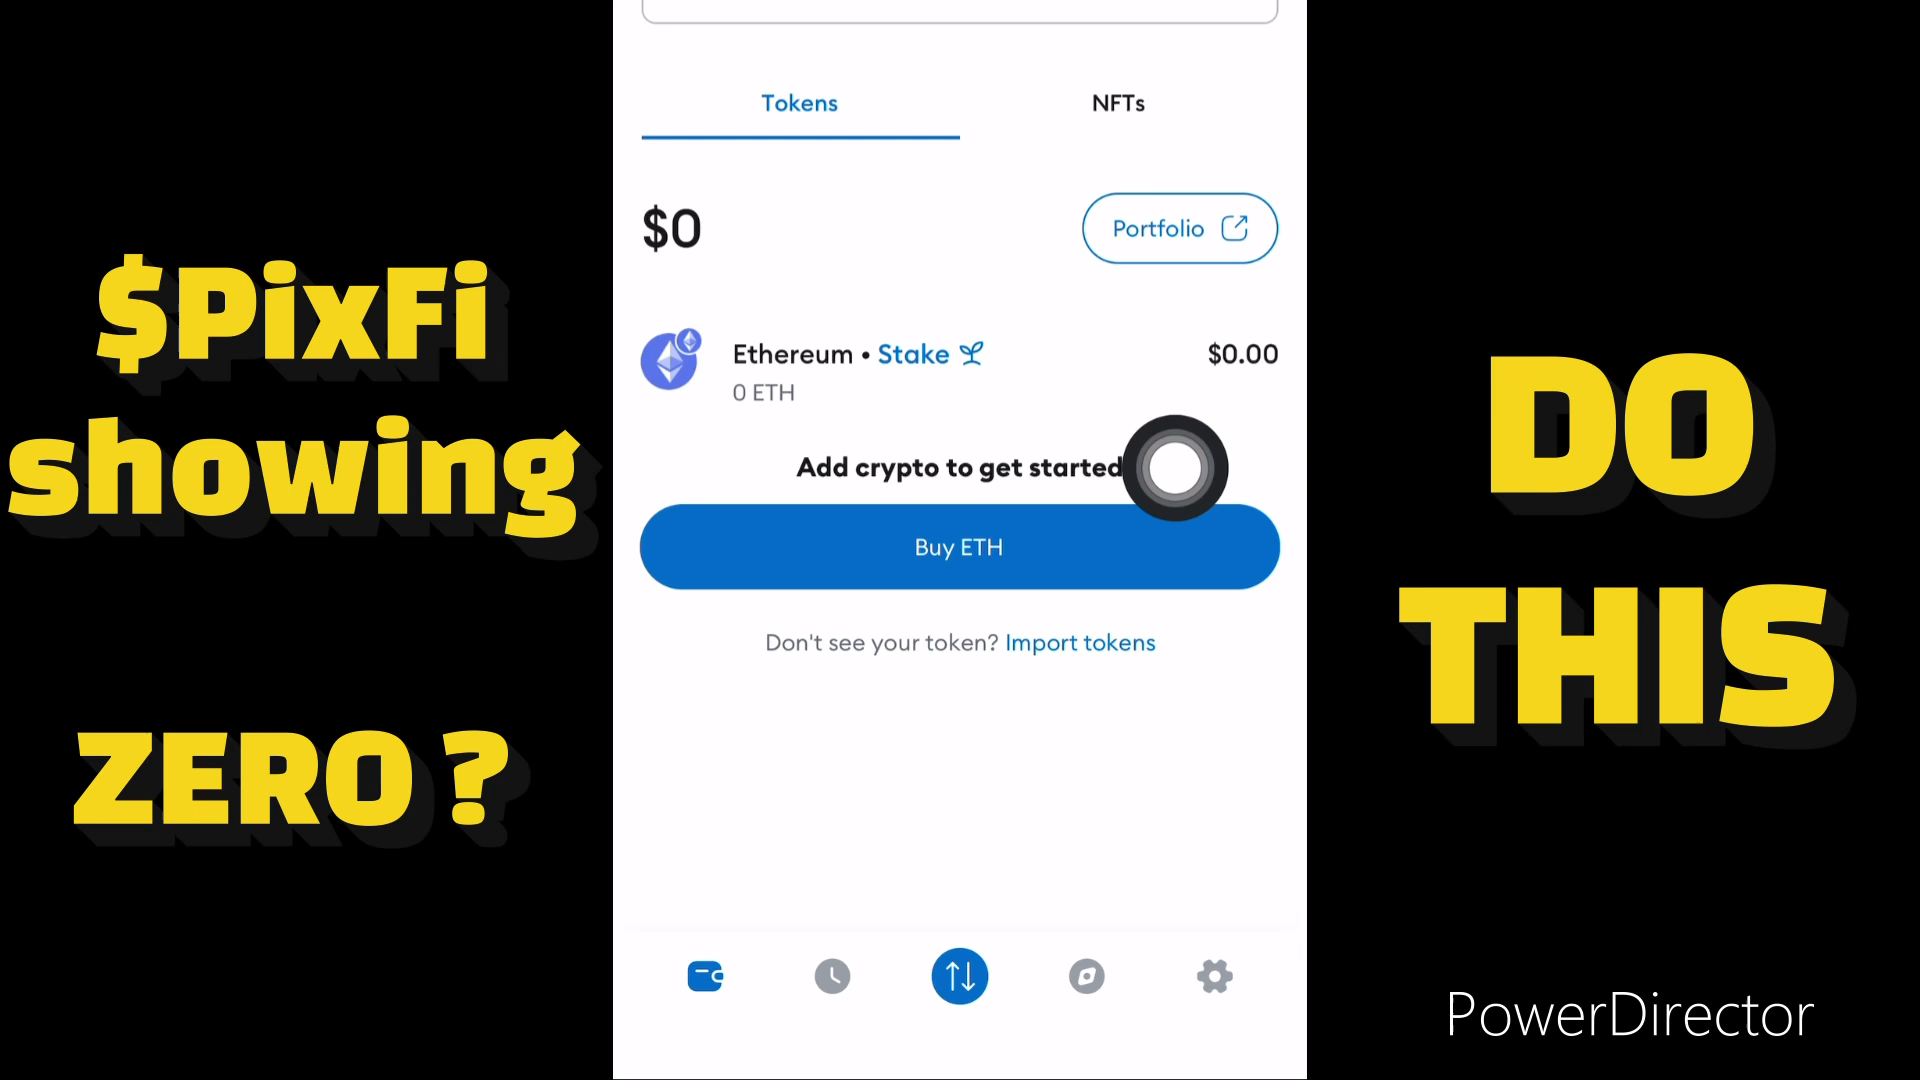 $PixFi
showing
ZERO?
Tokens
NFTs
$0
Portfolio
Ethereum • Stake
$0.00
0 ETH
Add crypto to get started
Buy ETH
Don't see your token? Import tokens
DO
THIS
PowerDirector